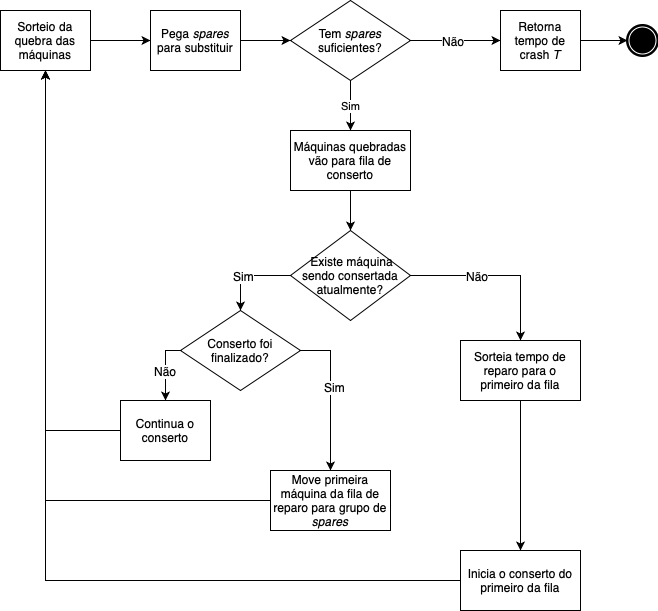 Sorteio da
quebra das
máquinas
Pega spares
para substituir
Tem spares
suficientes?
Não
Retorna
tempo de
crash T
Sim
Máquinas quebradas
vão para fila de
conserto
Existe máquina
sendo consertada
atualmente?
Sim
Não
Conserto foi
finalizado?
Sorteia tempo de
reparo para o
primeiro da fila
Não
Sim
Continua o
conserto
Move primeira
máquina da fila de
reparo para grupo de
spares
Inicia o conserto do
primeiro da fila